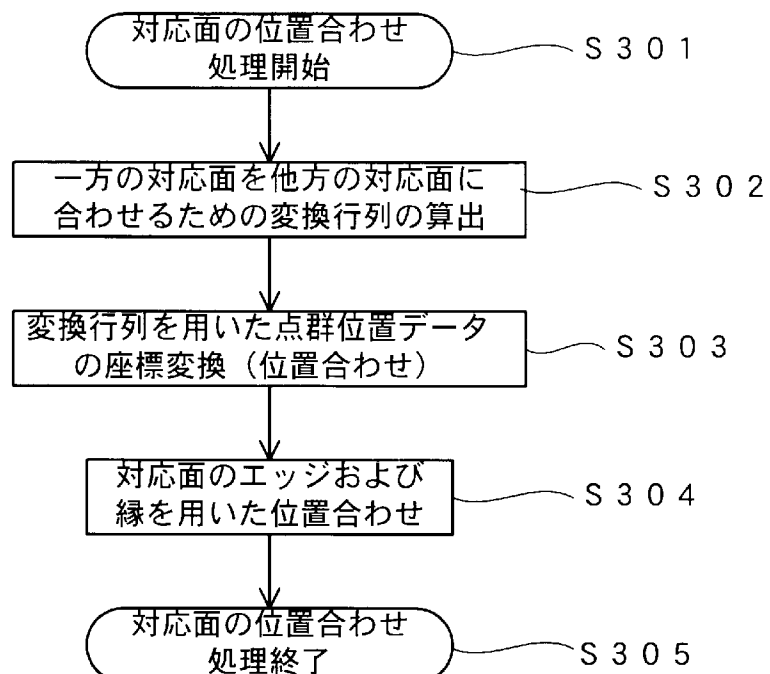 対応面の位置合わせ
処理開始
S301
一方の対応面を他方の対応面に
合わせるための変換行列の算出
S302
変換行列を用いた点群位置データ
の座標変換（位置合わせ）
S303
対応面のエッジおよび
縁を用いた位置合わせ
S304
対応面の位置合わせ
処理終了
S305